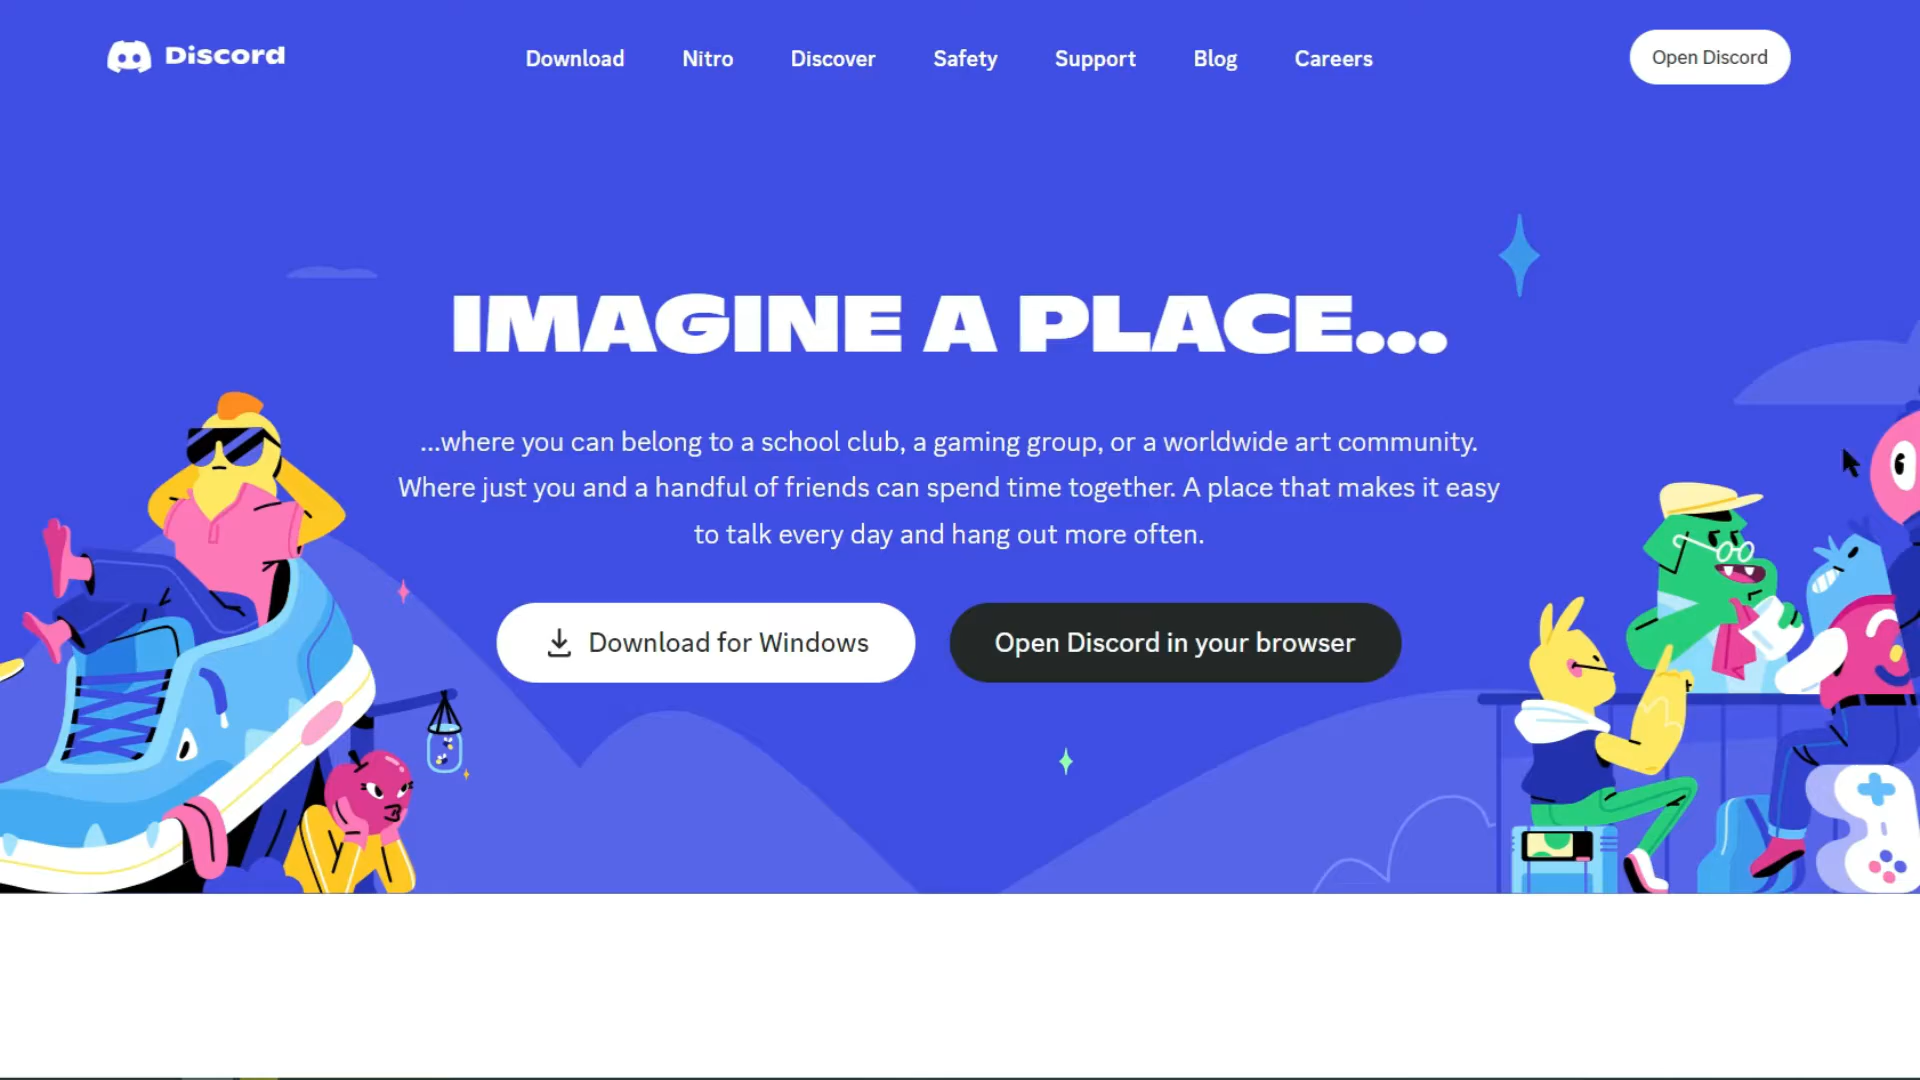 Discord
Download
Nitro
Discover
Safety
Support
Blog
Careers
Open Discord
IMAGINE A PLACE...
...where you can belong to a school club, a gaming group, or a worldwide art community.
Where just you and a handful of friends can spend time together. A place that makes it easy
to talk every day and hang out more often.
Download for Windows
Open Discord in your browser